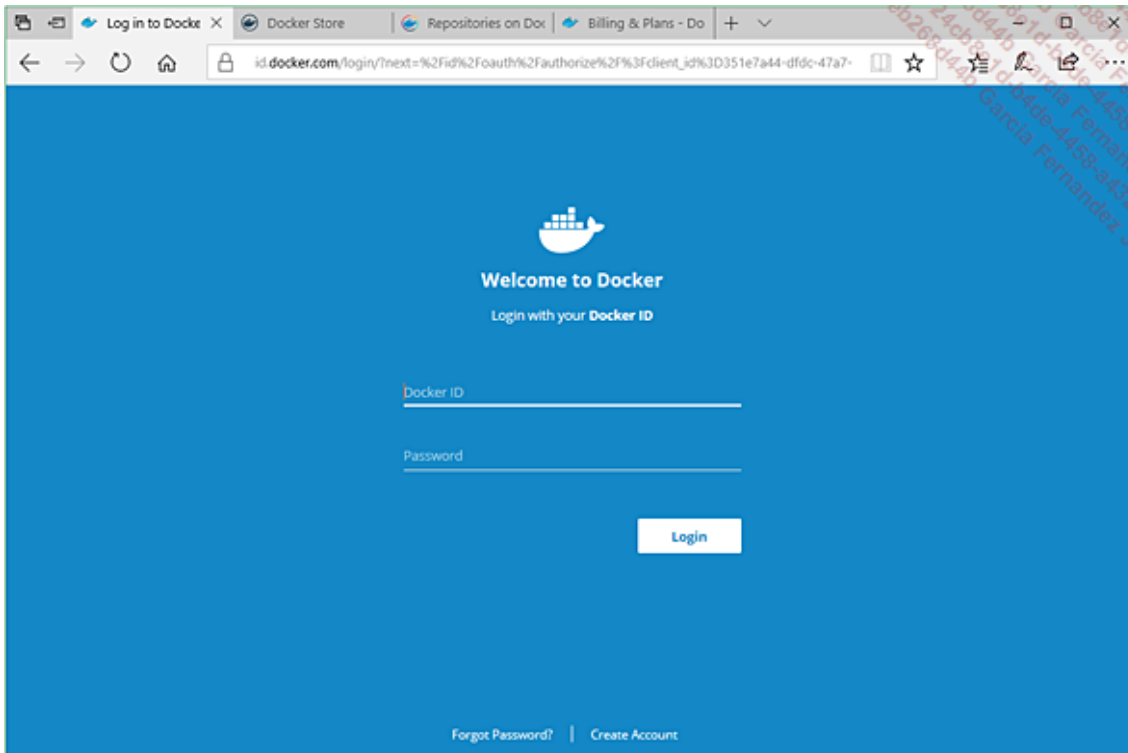 Log in to Docke
Docker Store
Repositories on Doc
Billing & Plans - Do
id.docker.com/login/?next=%2Fid%2Foauth%2Fauthorize%2F%3Fclient_id%3D351e7a44-dfdc-47a7-
Welcome to Docker
Login with your Docker ID
Docker ID
Password
Login
Forgot Password? | Create Account
Garcia Fernandez J